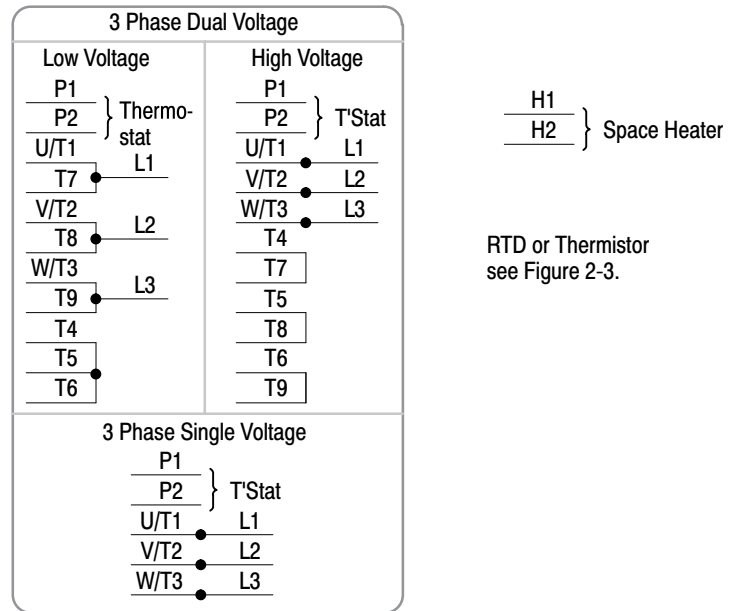 3 Phase Dual Voltage
Low Voltage
P1
P2
Thermo-
stat
U/T1
L1
T7
V/T2
L2
T8
W/T3
L3
T9
T4
T5
T6
High Voltage
P1
P2
T'Stat
U/T1 L1
V/T2 L2
W/T3 L3
T4
T7
T5
T8
T6
T9
3 Phase Single Voltage
P1
P2
T'Stat
U/T1 L1
V/T2 L2
W/T3 L3
H1
H2
Space Heater
RTD or Thermistor
see Figure 2-3.